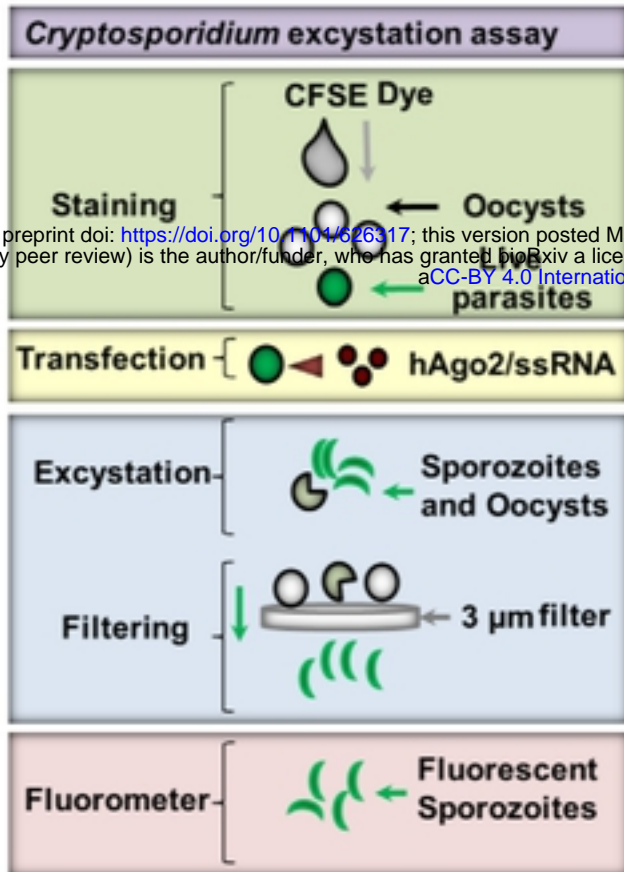 Cryptosporidium excystation assay
CFSE Dye
Staining
Oocysts
preprint doi: https://doi.org/10.1101/626317; this version posted M
y peer review) is the author/funder, who has granted bioRxiv a lice
Live
aCC-BY 4.0 Internatio
parasites
Transfection
hAgo2/ssRNA
Excystation
Sporozoites
and Oocysts
Filtering
3 µm filter
Fluorometer
Fluorescent
Sporozoites